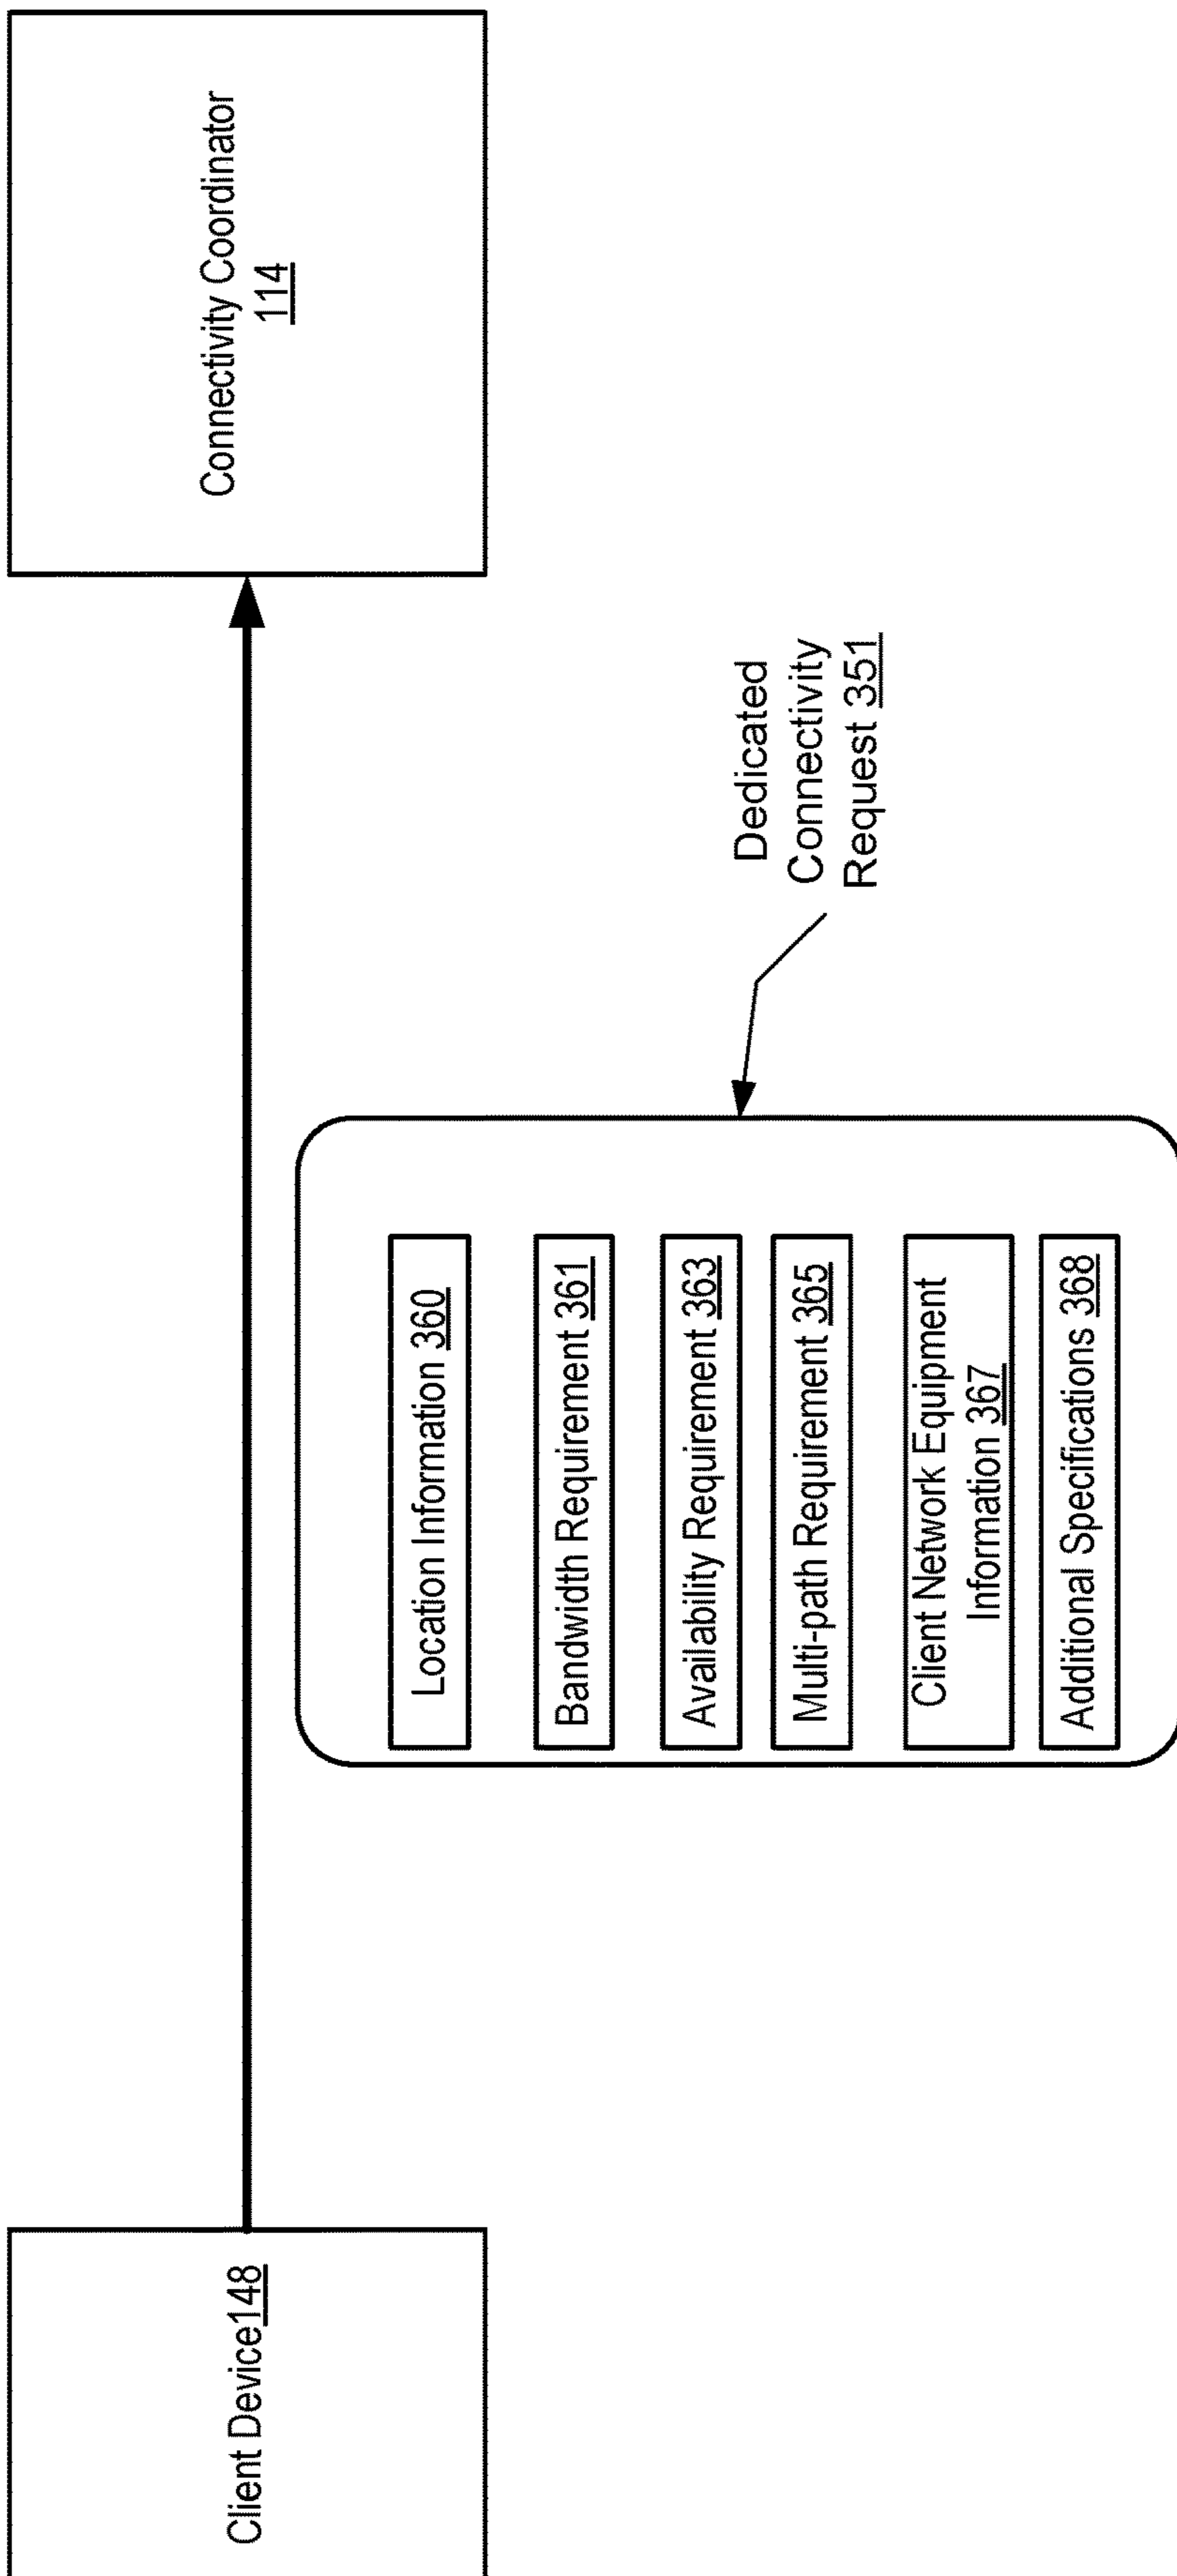 Client Device148
Connectivity Coordinator
114
Dedicated
Connectivity
Request 351
Location Information 360
Bandwidth Requirement 361
Availability Requirement 363
Multi-path Requirement 365
Client Network Equipment
Information 367
Additional Specifications 368